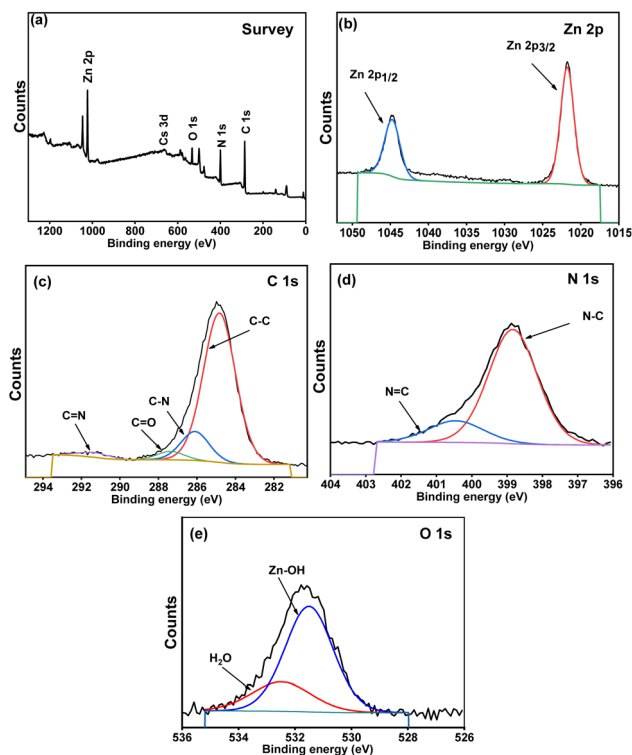 (a)
Survey
Zn 2p
Cs 3d
O 1s
N 1s
C 1s
Counts
1200
1000
800
600
400
200
0
Binding energy (eV)
(b)
Zn 2p
Zn 2p3/2
Zn 2p1/2
Counts
1050
1045
1040
1035
1030
1025
1020
1015
Binding energy (eV)
(c)
C 1s
C-C
C-N
C=O
C=N
Counts
294
292
290
288
286
284
282
Binding energy (eV)
(d)
N 1s
N-C
N=C
Counts
404
403
402
401
400
399
398
397
396
Binding energy (eV)
(e)
O 1s
Zn-OH
H2O
Counts
536
534
532
530
528
526
Binding energy (eV)